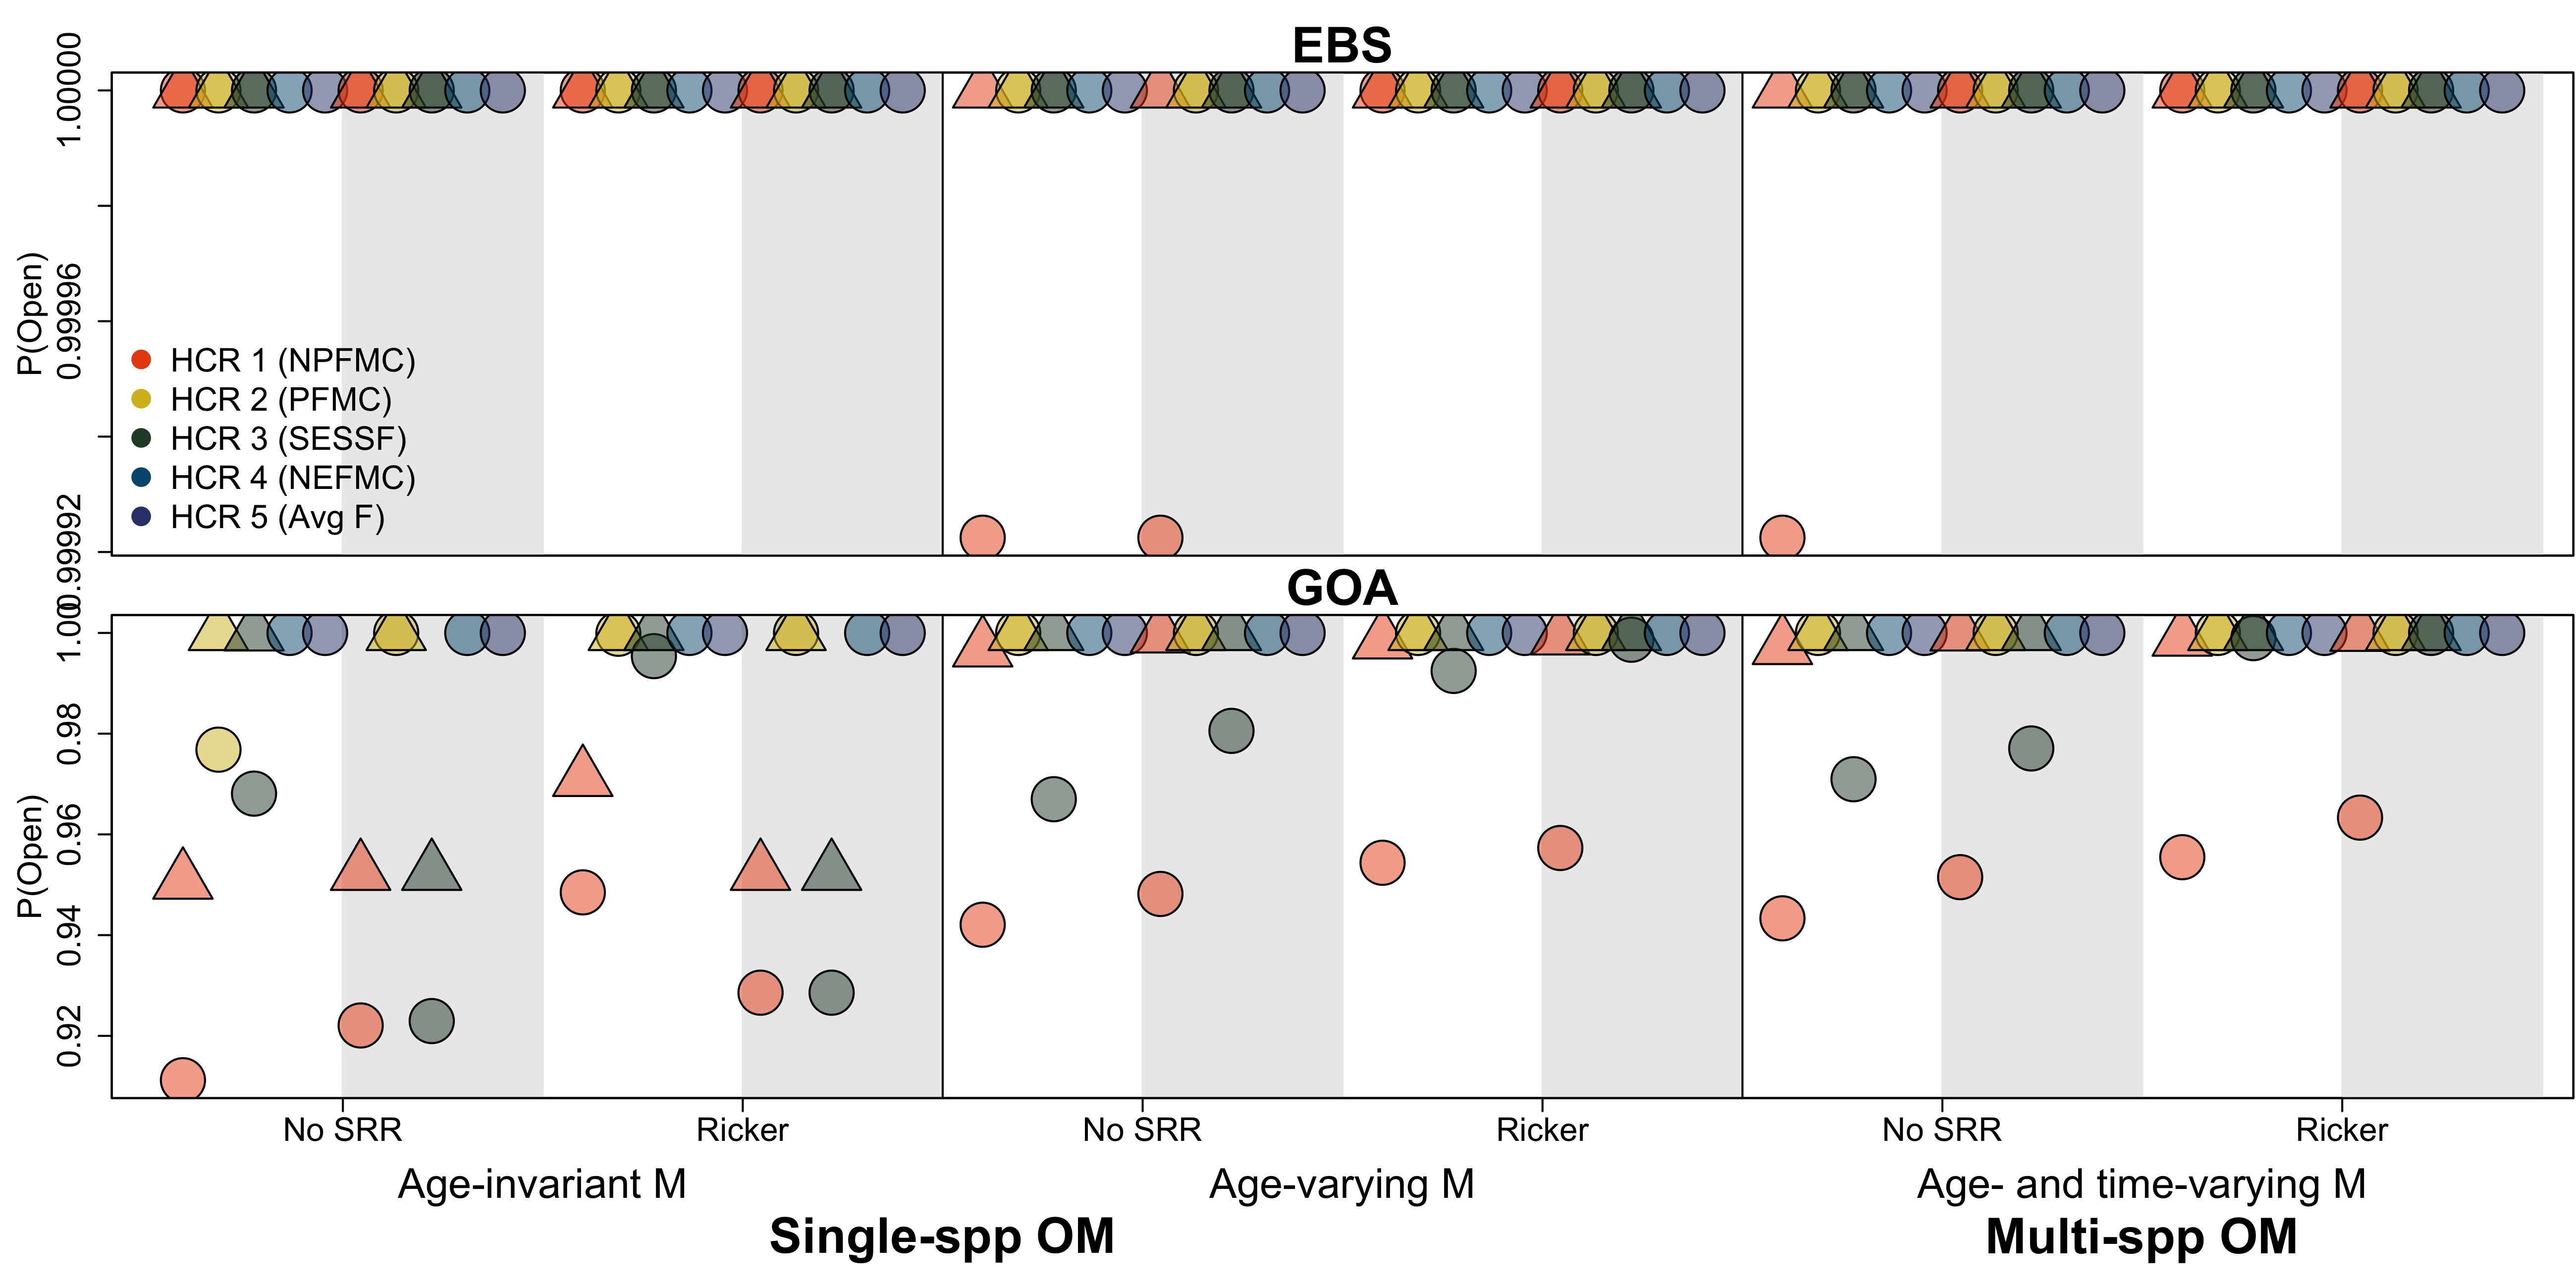 EBS
P(Open)
1.00000
0.99996
0.99992
HCR 1 (NPFMC)
HCR 2 (PFMC)
HCR 3 (SESSF)
HCR 4 (NEFMC)
HCR 5 (Avg F)
GOA
P(Open)
1.00
0.98
0.96
0.94
0.92
No SRR Ricker No SRR Ricker No SRR Ricker
Age-invariant M Age-varying M Age- and time-varying M
Single-spp OM Multi-spp OM